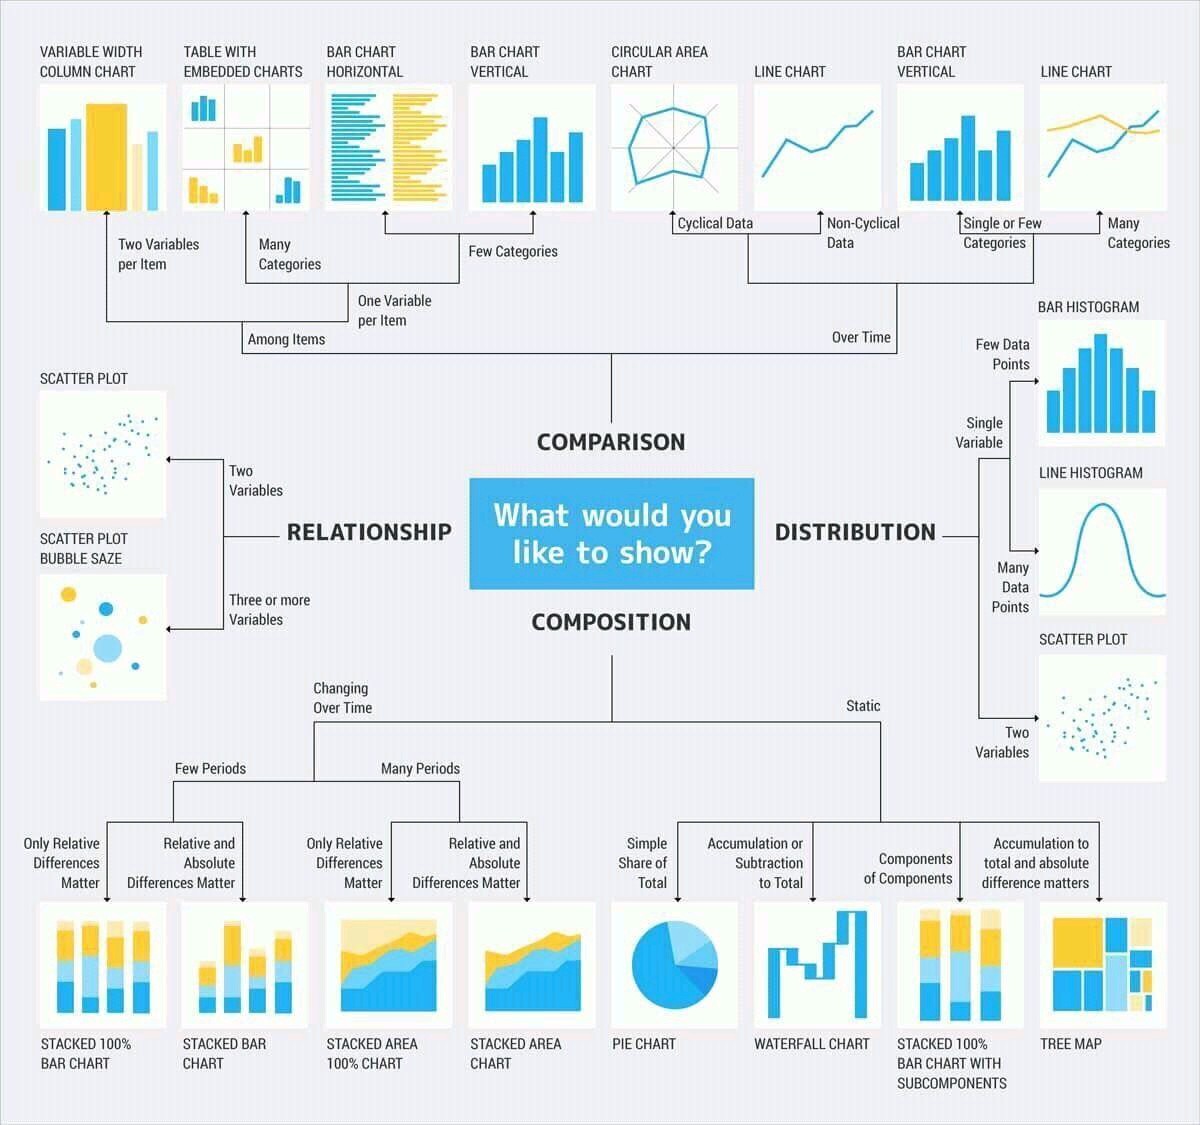 VARIABLE WIDTH
COLUMN CHART
TABLE WITH
EMBEDDED CHARTS
BAR CHART
HORIZONTAL
BAR CHART
VERTICAL
CIRCULAR AREA
CHART
LINE CHART
BAR CHART
VERTICAL
LINE CHART
Two Variables
per Item
Many
Categories
Few Categories
One Variable
per Item
Among Items
Cyclical Data
Non-Cyclical
Data
Single or Few
Categories
Many
Categories
Over Time
COMPARISON
What would you
like to show?
SCATTER PLOT
Two
Variables
RELATIONSHIP
SCATTER PLOT
BUBBLE SAZE
Three or more
Variables
DISTRIBUTION
BAR HISTOGRAM
Few Data
Points
Single
Variable
LINE HISTOGRAM
Many
Data
Points
SCATTER PLOT
Two
Variables
COMPOSITION
Changing
Over Time
Static
Few Periods
Many Periods
Only Relative
Differences
Matter
Relative and
Absolute
Differences Matter
Only Relative
Differences
Matter
Relative and
Absolute
Differences Matter
Simple
Share of
Total
Accumulation or
Subtraction
to Total
Components
of Components
Accumulation to
total and absolute
difference matters
STACKED 100%
BAR CHART
STACKED BAR
CHART
STACKED AREA
100% CHART
STACKED AREA
CHART
PIE CHART
WATERFALL CHART
STACKED 100%
BAR CHART WITH
SUBCOMPONENTS
TREE MAP